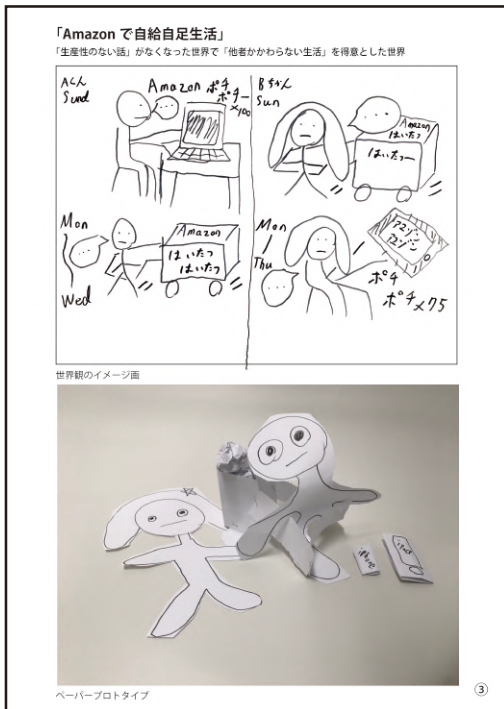 「Amazon で自給自足生活」
「生産性のない話」がなくなった世界で「他者かかわらない生活」を得意とした世界
Aくん
Sund
Amazon ポチ
ポチー
×100
...
Bちゃん
Sun
...
Amazon
はいたつ
はいたつー
Mon
Wed
...
Amazon
はいたつ
はいたつ
Mon
Thu
...
アマゾン
アマゾン
ポチ
ポチ×75
世界観のイメージ画
ペーパープロトタイプ
③